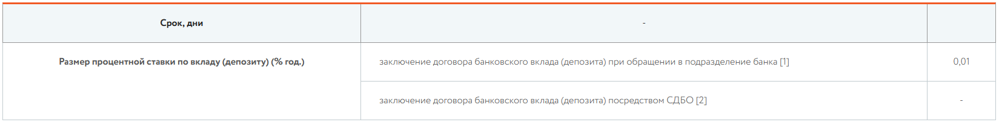 Срок, дни
-
Размер процентной ставки по вкладу (депозиту) (% год.)
заключение договора банковского вклада (депозита) при обращении в подразделение банка [1]
0,01
заключение договора банковского вклада (депозита) посредством СДБО [2]
-